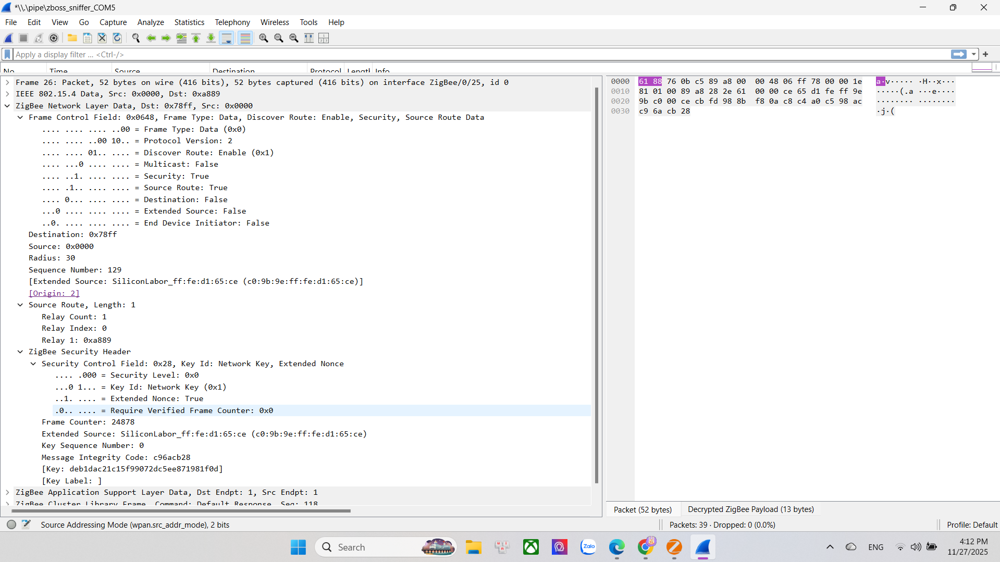 *\\.\pipe\zboss_sniffer_COM5
File Edit View Go Capture Analyze Statistics Telephony Wireless Tools Help
Apply a display filter ... <Ctrl-/>
No. Time Source Destination Protocol Length Info
Frame 26: Packet, 52 bytes on wire (416 bits), 52 bytes captured (416 bits) on interface ZigBee/0/25, id 0
IEEE 802.15.4 Data, Src: 0x0000, Dst: 0xa889
ZigBee Network Layer Data, Dst: 0x78ff, Src: 0x0000
Frame Control Field: 0x0648, Frame Type: Data, Discover Route: Enable, Security, Source Route Data
.... .... .... ..00 = Frame Type: Data (0x0)
.... .... ..00 10.. = Protocol Version: 2
.... .... 01.. .... = Discover Route: Enable (0x1)
.... ...0 .... .... = Multicast: False
.... ..1. .... .... = Security: True
.... .1.. .... .... = Source Route: True
.... 0... .... .... = Destination: False
...0 .... .... .... = Extended Source: False
..0. .... .... .... = End Device Initiator: False
Destination: 0x78ff
Source: 0x0000
Radius: 30
Sequence Number: 129
[Extended Source: SiliconLabor_ff:fe:d1:65:ce (c0:9b:9e:ff:fe:d1:65:ce)]
[Origin: 2]
Source Route, Length: 1
Relay Count: 1
Relay Index: 0
Relay 1: 0xa889
ZigBee Security Header
Security Control Field: 0x28, Key Id: Network Key, Extended Nonce
.... .000 = Security Level: 0x0
...0 1... = Key Id: Network Key (0x1)
..1. .... = Extended Nonce: True
.0.. .... = Require Verified Frame Counter: 0x0
Frame Counter: 24878
Extended Source: SiliconLabor_ff:fe:d1:65:ce (c0:9b:9e:ff:fe:d1:65:ce)
Key Sequence Number: 0
Message Integrity Code: c96acb28
[Key: deb1dac21c15f99072dc5ee871981f0d]
[Key Label: ]
ZigBee Application Support Layer Data, Dst Endpt: 1, Src Endpt: 1
ZigBee Cluster Library Frame, Command: Default Response, Seq: 118
0000 61 88 76 0b c5 89 a8 00 00 48 06 ff 78 00 00 1e a·v····· ·H··x···
0010 81 01 00 89 a8 28 2e 61 00 00 ce 65 d1 fe ff 9e ·····(.a ···e····
0020 9b c0 00 ce cb fd 98 8b f8 0a c8 c4 a0 c5 98 ac ········ ········
0030 c9 6a cb 28 ·j·(
Packet (52 bytes) Decrypted ZigBee Payload (13 bytes)
Source Addressing Mode (wpan.src_addr_mode), 2 bits
Packets: 39 · Dropped: 0 (0.0%)
Profile: Default
Search
Zalo
ENG
4:12 PM
11/27/2025